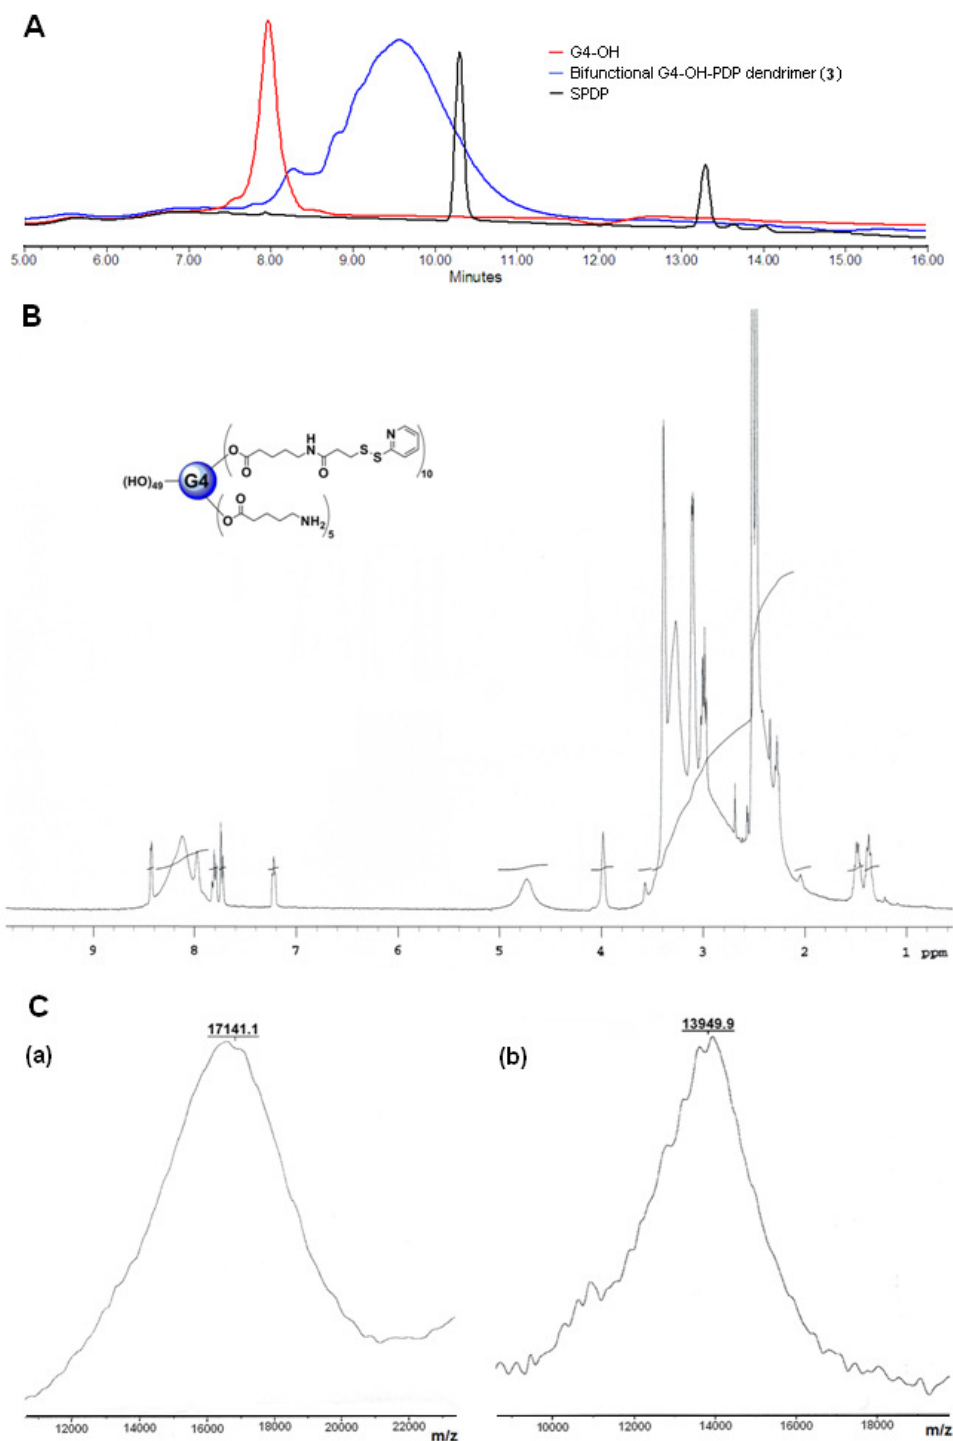 A
G4-OH
Bifunctional G4-OH-PDP dendrimer (3)
SPDP
5.00 6.00 7.00 8.00 9.00 10.00 11.00 12.00 13.00 14.00 15.00 16.00
Minutes
B
(HO)49 G4
O O H N O S S N 10
O O NH2 5
9 8 7 6 5 4 3 2 1 ppm
C
(a) 17141.1
12000 14000 16000 18000 20000 22000 m/z
(b) 13949.9
10000 12000 14000 16000 18000 m/z